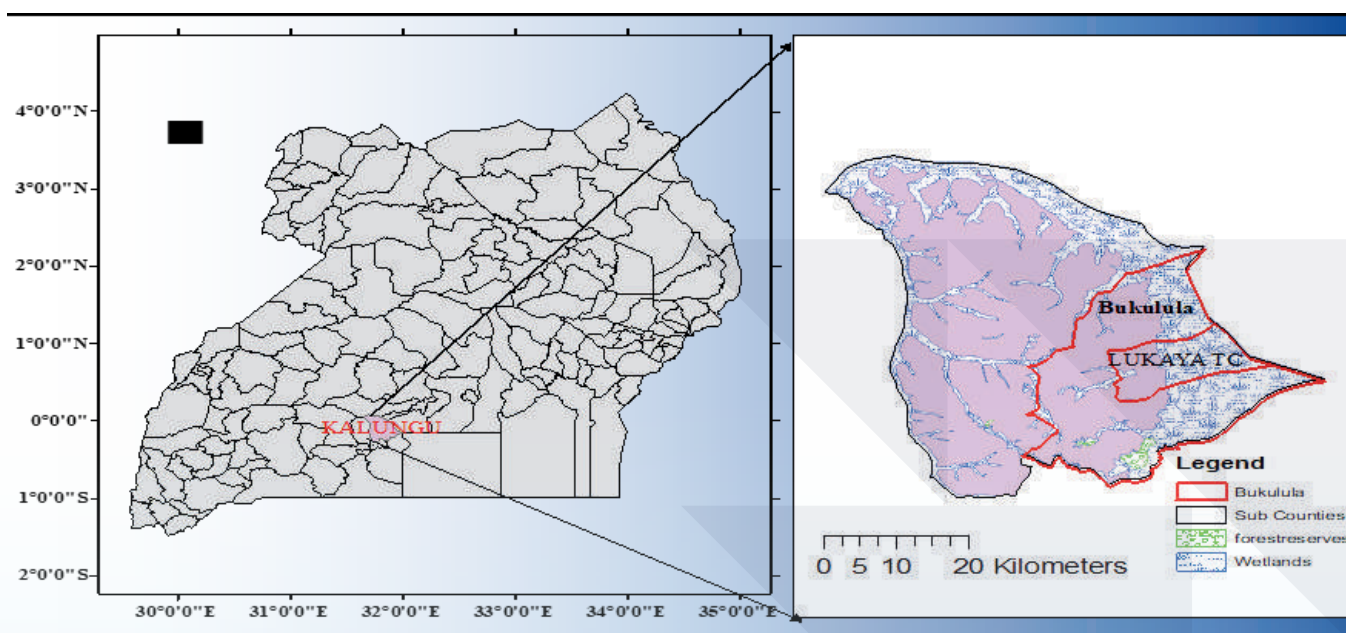 4°0'0"N
3°0'0"N
2°0'0"N
1°0'0"N
0°0'0"
1°0'0"S
2°0'0"S
KALUNGU
30°0'0"E 31°0'0"E 32°0'0"E 33°0'0"E 34°0'0"E 35°0'0"E
Bukulula
LUKAYA TC
Legend
Bukulula
Sub Counties
forestreserves
Wetlands
0 5 10 20 Kilometers